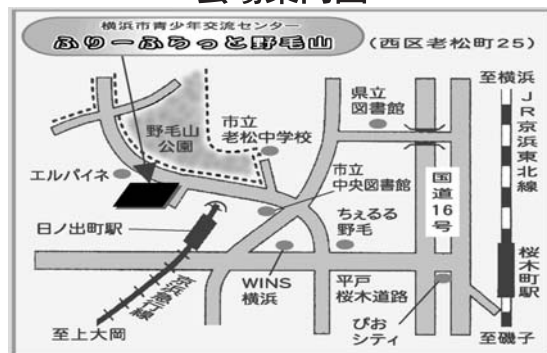 会場案内図
横浜市青少年交流センター
ふりーふらっと野毛山
(西区老松町25)
至横浜
JR京浜東北線
県立
図書館
市立
老松中学校
野毛山
公園
エルパイネ
市立
中央図書館
国道16号
日ノ出町駅
ちぇるる
野毛
桜木町駅
WINS
横浜
平戸
桜木道路
京浜急行線
ぴお
シティ
至上大岡
至磯子